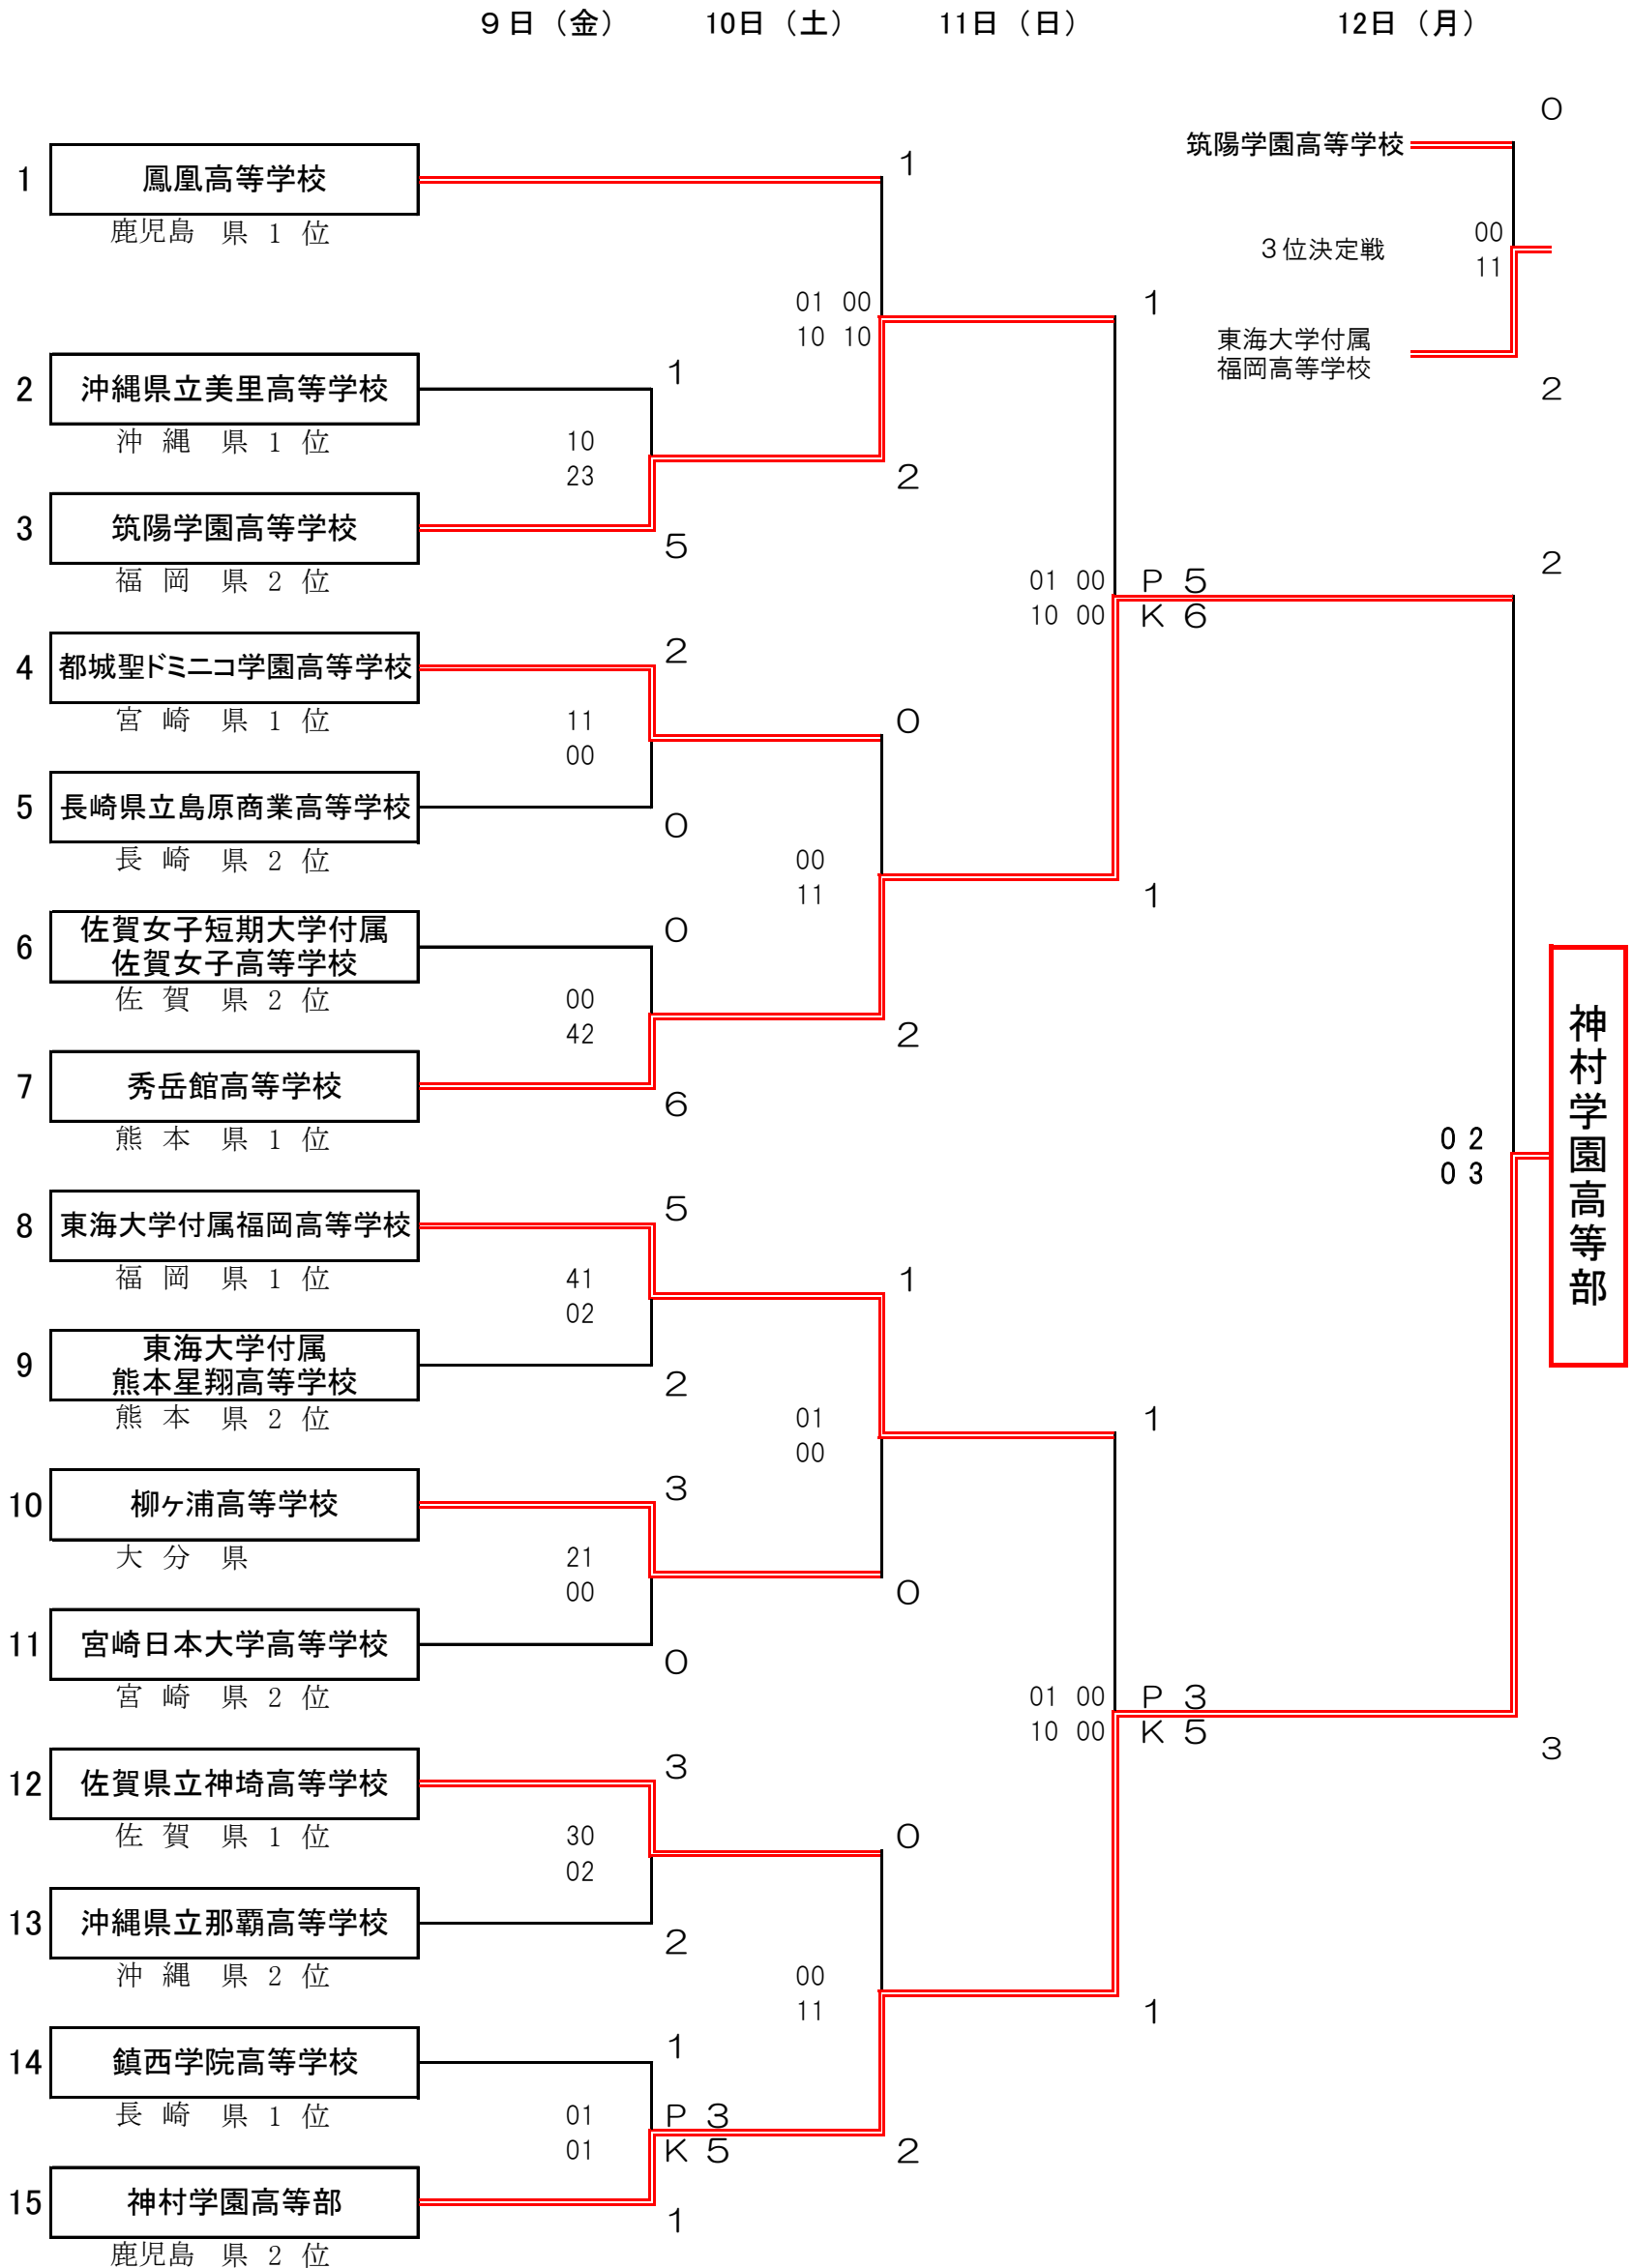 ９日（金） 10日（土） 11日（日） 12日（月）
0
筑陽学園高等学校
３位決定戦
00
11
東海大学付属
福岡高等学校
2
1 鳳凰高等学校
鹿児島 県 1 位
1
01 00
10 10
1
2 沖縄県立美里高等学校
沖縄 県 1 位
1
10
23
2
3 筑陽学園高等学校
福岡 県 2 位
5
01 00 Ｐ 5
10 00 Ｋ 6
2
4 都城聖ドミニコ学園高等学校
宮崎 県 1 位
2
11
00
0
5 長崎県立島原商業高等学校
長崎 県 2 位
0
00
11
1
6 佐賀女子短期大学付属
佐賀女子高等学校
佐賀 県 2 位
0
00
42
2
7 秀岳館高等学校
熊本 県 1 位
6
0 2
0 3
神村学園高等部
8 東海大学付属福岡高等学校
福岡 県 1 位
5
41
02
1
9 東海大学付属
熊本星翔高等学校
熊本 県 2 位
2
01
00
1
10 柳ヶ浦高等学校
大分 県
3
21
00
0
11 宮崎日本大学高等学校
宮崎 県 2 位
0
01 00 Ｐ 3
10 00 Ｋ 5
3
12 佐賀県立神埼高等学校
佐賀 県 1 位
3
30
02
0
13 沖縄県立那覇高等学校
沖縄 県 2 位
2
00
11
1
14 鎮西学院高等学校
長崎 県 1 位
1
01 Ｐ 3
01 Ｋ 5
2
15 神村学園高等部
鹿児島 県 2 位
1